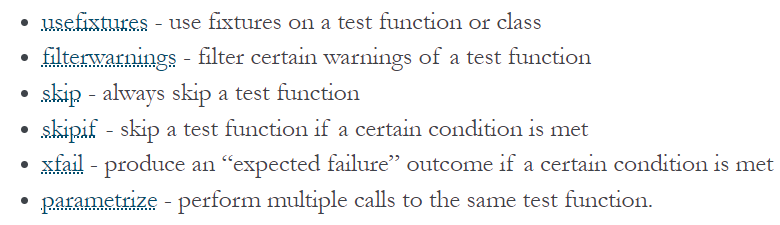 • usefixtures - use fixtures on a test function or class
• filterwarnings - filter certain warnings of a test function
• skip - always skip a test function
• skipif - skip a test function if a certain condition is met
• xfail - produce an “expected failure” outcome if a certain condition is met
• parametrize - perform multiple calls to the same test function.